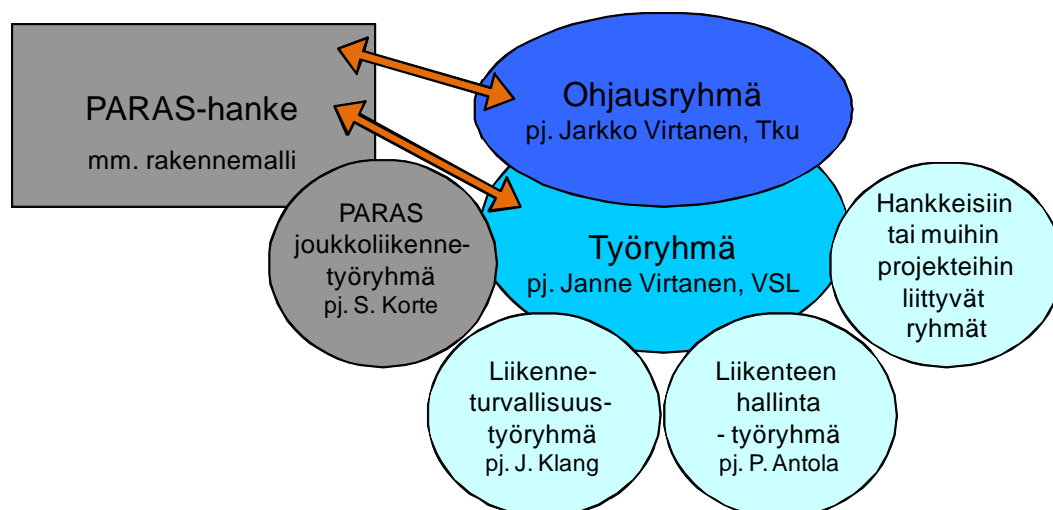 PARAS-hanke
mm. rakennemalli
Ohjausryhmä
pj. Jarkko Virtanen, Tku
PARAS
joukkoliikenne-
työryhmä
pj. S. Korte
Työryhmä
pj. Janne Virtanen, VSL
Hankkeisiin
tai muihin
projekteihin
liittyvät
ryhmät
Liikenne-
turvallisuus-
työryhmä
pj. J. Klang
Liikenteen
hallinta
- työryhmä
pj. P. Antola